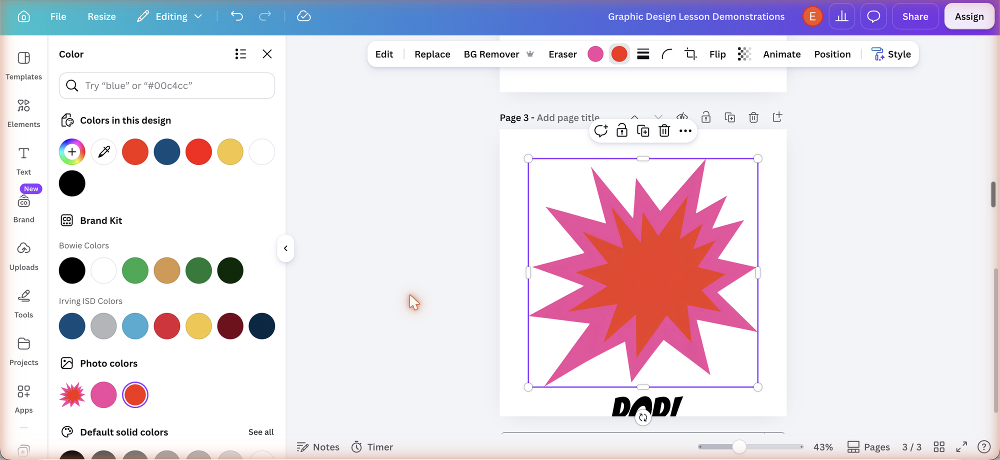 File
Resize
Editing
Graphic Design Lesson Demonstrations
E
Share
Assign
Templates
Elements
Text
New
CO
Brand
Uploads
Tools
Projects
Apps
Color
Try “blue” or “#00c4cc”
Colors in this design
CO
Brand Kit
Bowie Colors
Irving ISD Colors
Photo colors
Default solid colors
See all
Edit
Replace
BG Remover
Eraser
Flip
Animate
Position
Style
Page 3 - Add page title
POP!
Notes
Timer
43%
Pages
3 / 3
?